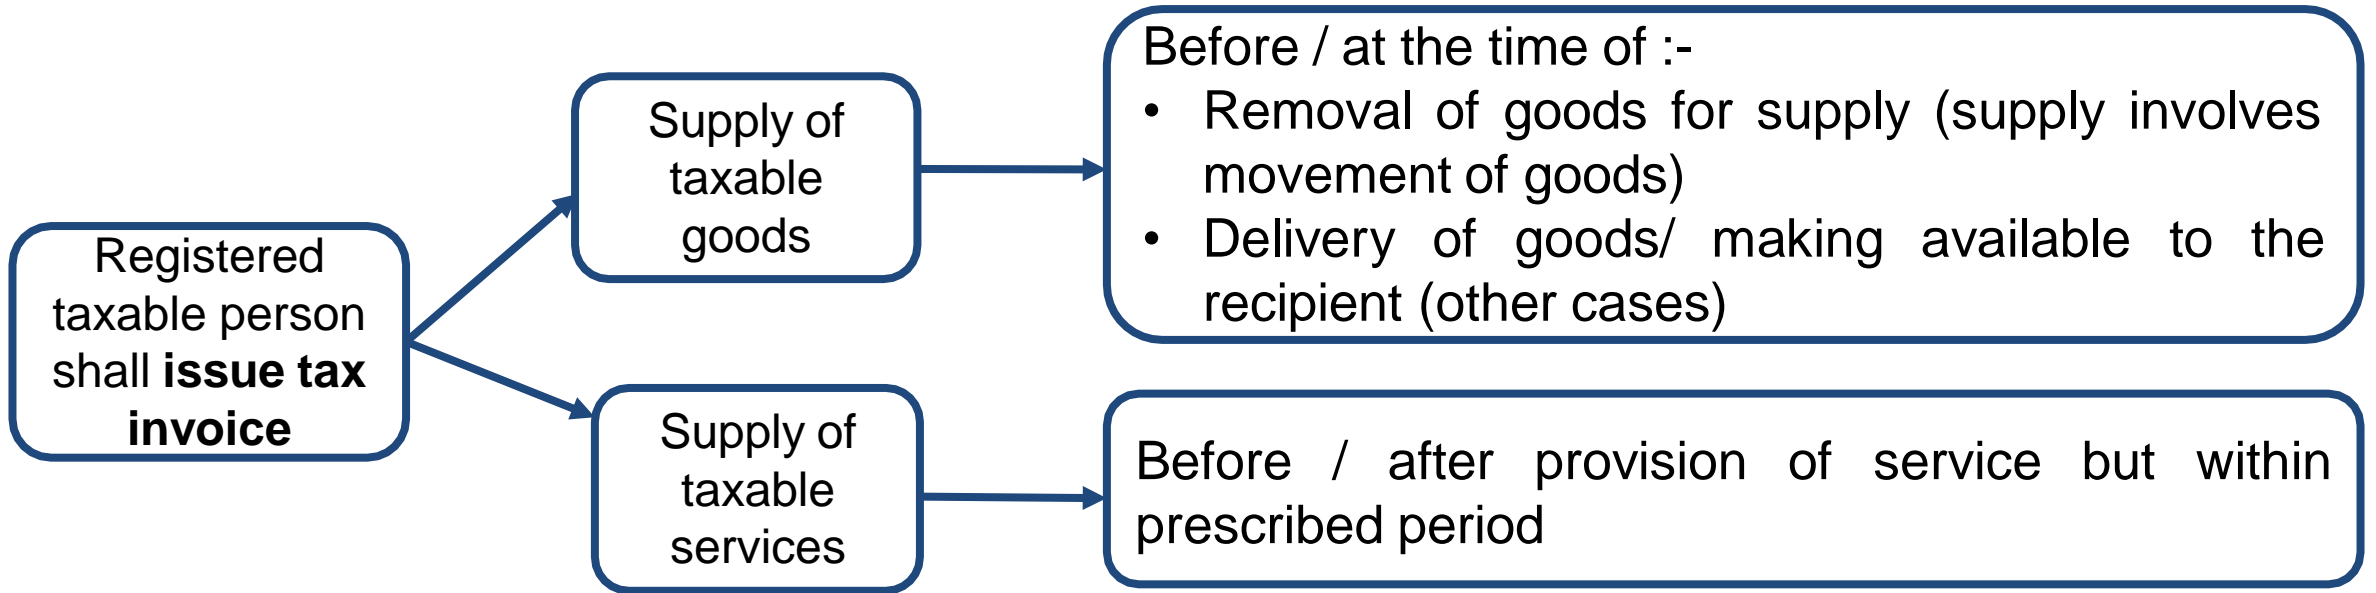 Registered
taxable person
shall issue tax
invoice
Supply of
taxable
goods
Before / at the time of :-
• Removal of goods for supply (supply involves
movement of goods)
• Delivery of goods/ making available to the
recipient (other cases)
Supply of
taxable
services
Before / after provision of service but within
prescribed period